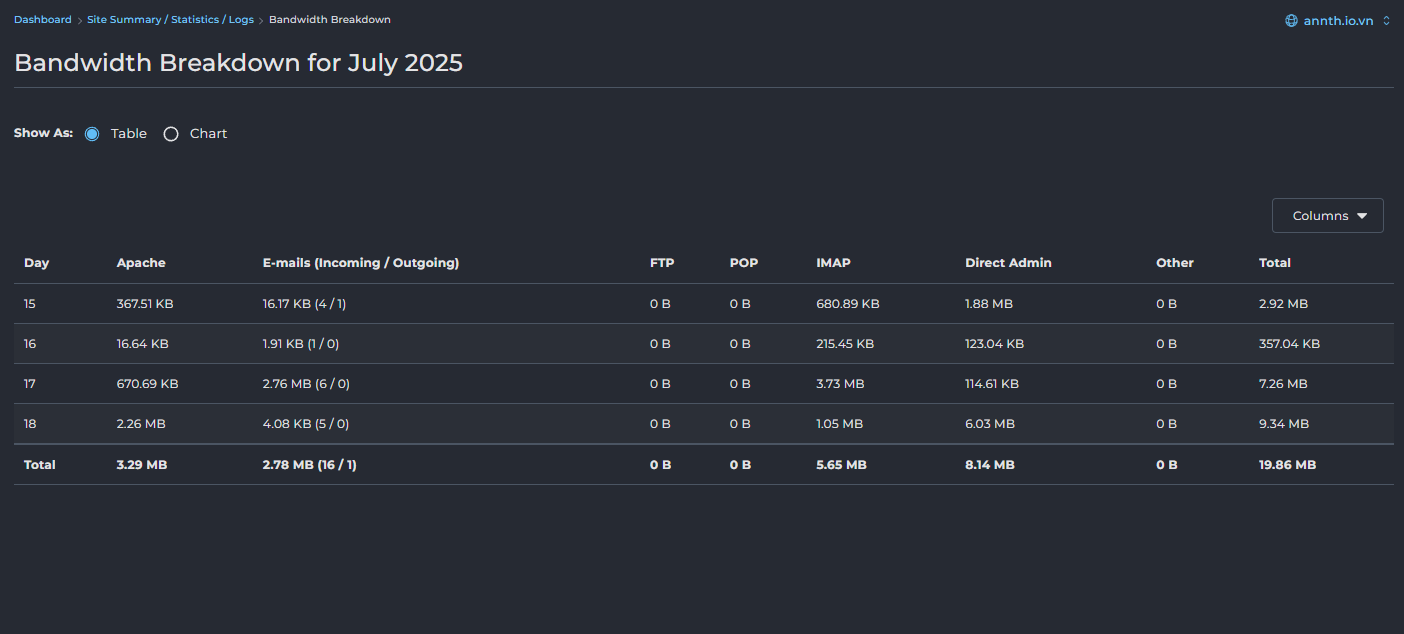 Dashboard > Site Summary / Statistics / Logs > Bandwidth Breakdown annth.io.vn
Bandwidth Breakdown for July 2025
Show As: Table Chart
Columns
Day Apache E-mails (Incoming / Outgoing) FTP POP IMAP Direct Admin Other Total
15 367.51 KB 16.17 KB (4 / 1) 0 B 0 B 680.89 KB 1.88 MB 0 B 2.92 MB
16 16.64 KB 1.91 KB (1 / 0) 0 B 0 B 215.45 KB 123.04 KB 0 B 357.04 KB
17 670.69 KB 2.76 MB (6 / 0) 0 B 0 B 3.73 MB 114.61 KB 0 B 7.26 MB
18 2.26 MB 4.08 KB (5 / 0) 0 B 0 B 1.05 MB 6.03 MB 0 B 9.34 MB
Total 3.29 MB 2.78 MB (16 / 1) 0 B 0 B 5.65 MB 8.14 MB 0 B 19.86 MB